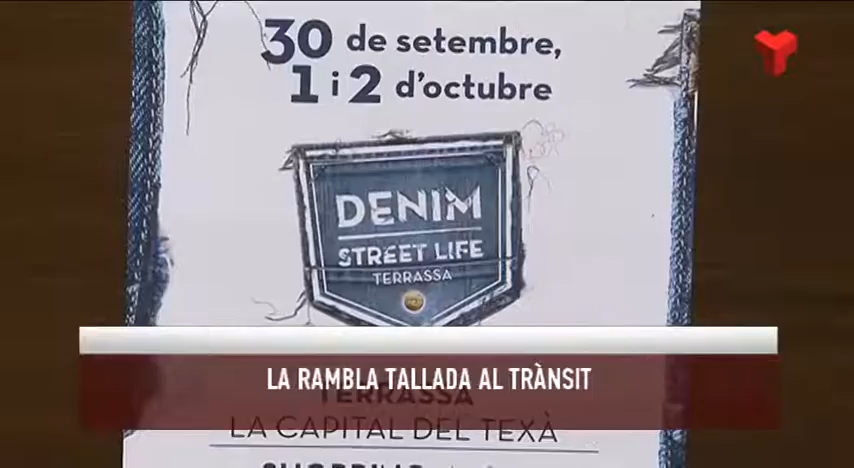 30 de setembre,
1 i 2 d'octubre
DENIM
STREET LIFE
TERRASSA
LA RAMBLA TALLADA AL TRÀNSIT
TERRASSA
LA CAPITAL DEL TEXÀ
SHOPPING